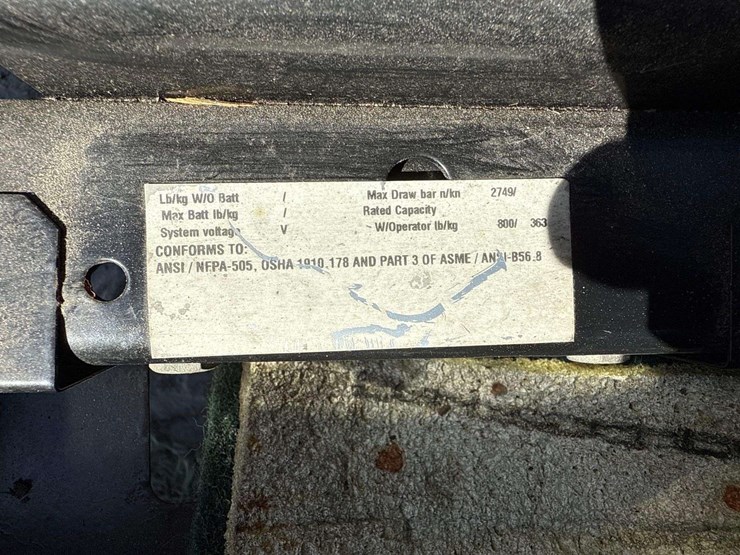 Lb/kg W/O Batt / Max Draw bar n/kn 2749/
Max Batt lb/kg / Rated Capacity
System voltage V ~ W/Operator lb/kg 800/ 363
CONFORMS TO:
ANSI / NFPA-505, OSHA 1910.178 AND PART 3 OF ASME / ANSI-B56.8